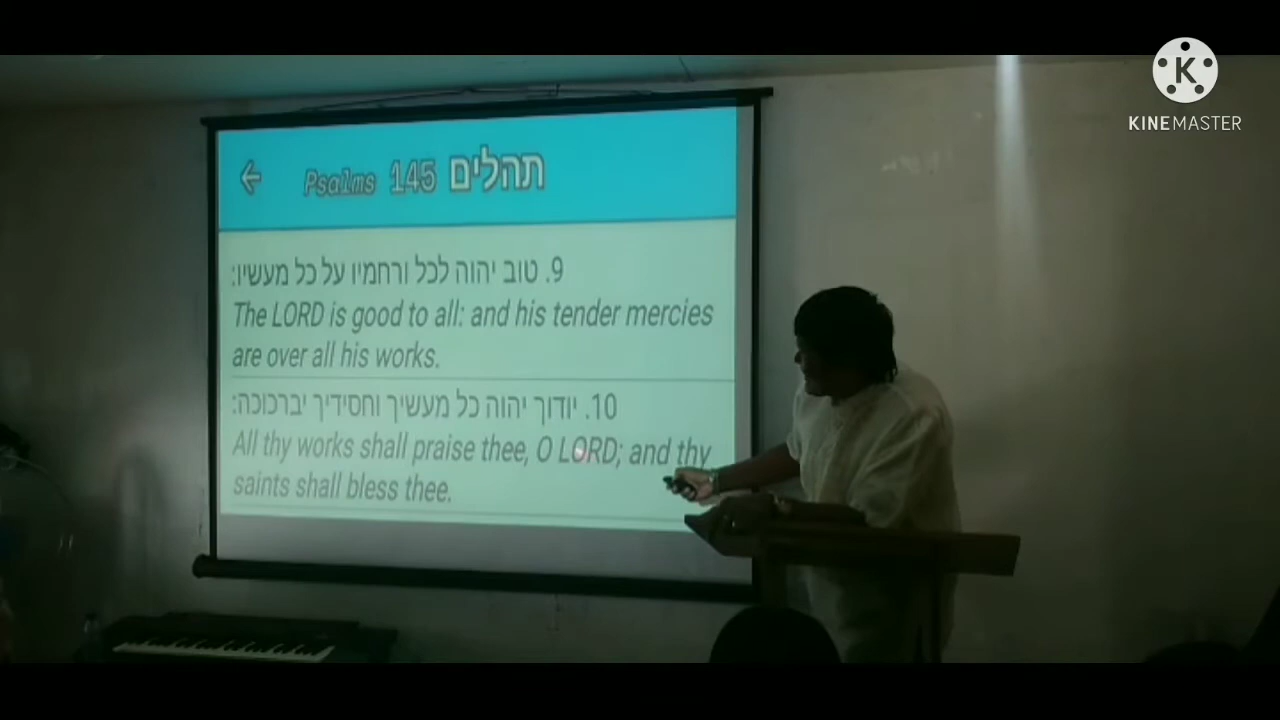 Psalms 145 תהלים
9. טוב יהוה לכל ורחמיו על כל מעשיו:
The LORD is good to all: and his tender mercies
are over all his works.
10. יודוך יהוה כל מעשיך וחסידיך יברכוכה:
All thy works shall praise thee, O LORD; and thy
saints shall bless thee.
K
KINEMASTER